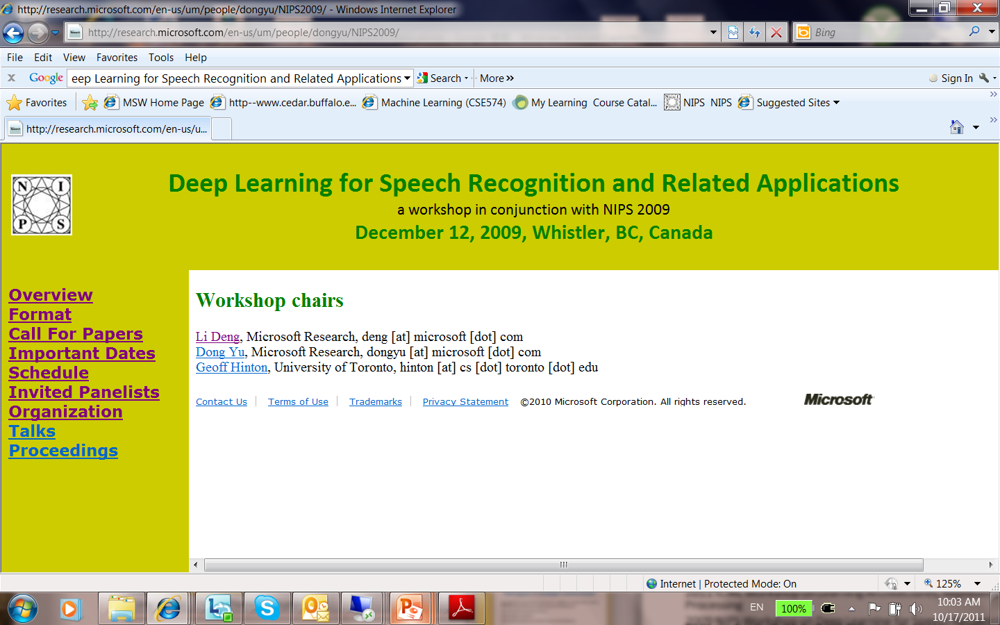 http://research.microsoft.com/en-us/um/people/dongyu/NIPS2009/ - Windows Internet Explorer
http://research.microsoft.com/en-us/um/people/dongyu/NIPS2009/
Bing
File Edit View Favorites Tools Help
x Google eep Learning for Speech Recognition and Related Applications Search More >> Sign In
Favorites MSW Home Page http--www.cedar.buffalo.e... Machine Learning (CSE574) My Learning Course Catal... NIPS NIPS Suggested Sites
http://research.microsoft.com/en-us/u...
N I P S
Deep Learning for Speech Recognition and Related Applications
a workshop in conjunction with NIPS 2009
December 12, 2009, Whistler, BC, Canada
Overview
Format
Call For Papers
Important Dates
Schedule
Invited Panelists
Organization
Talks
Proceedings
Workshop chairs
Li Deng, Microsoft Research, deng [at] microsoft [dot] com
Dong Yu, Microsoft Research, dongyu [at] microsoft [dot] com
Geoff Hinton, University of Toronto, hinton [at] cs [dot] toronto [dot] edu
Contact Us | Terms of Use | Trademarks | Privacy Statement ©2010 Microsoft Corporation. All rights reserved. Microsoft
Internet | Protected Mode: On 125%
EN 100% 10:03 AM
10/17/2011